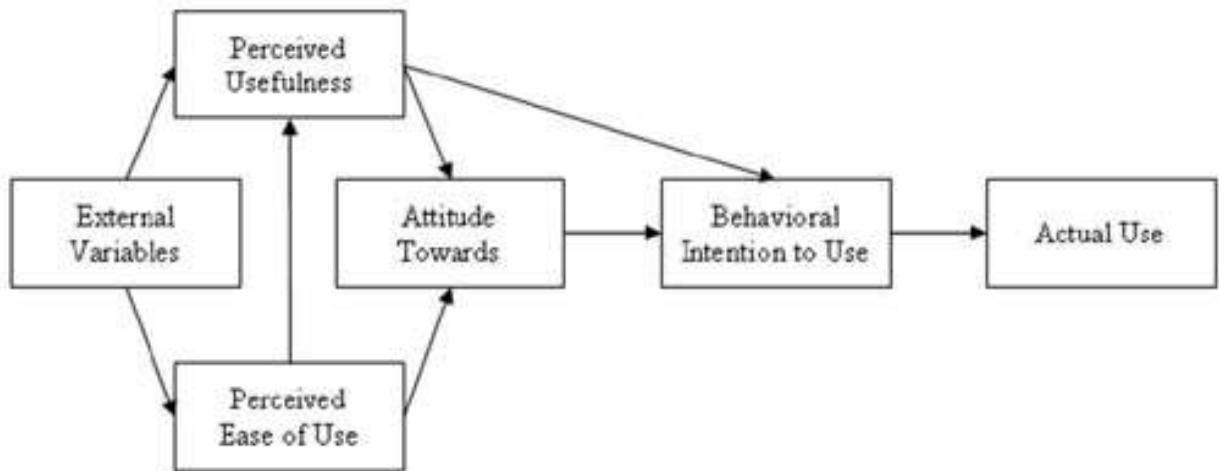 Perceived
Usefulness
External
Variables
Attitude
Towards
Behavioral
Intention to Use
Actual Use
Perceived
Ease of Use